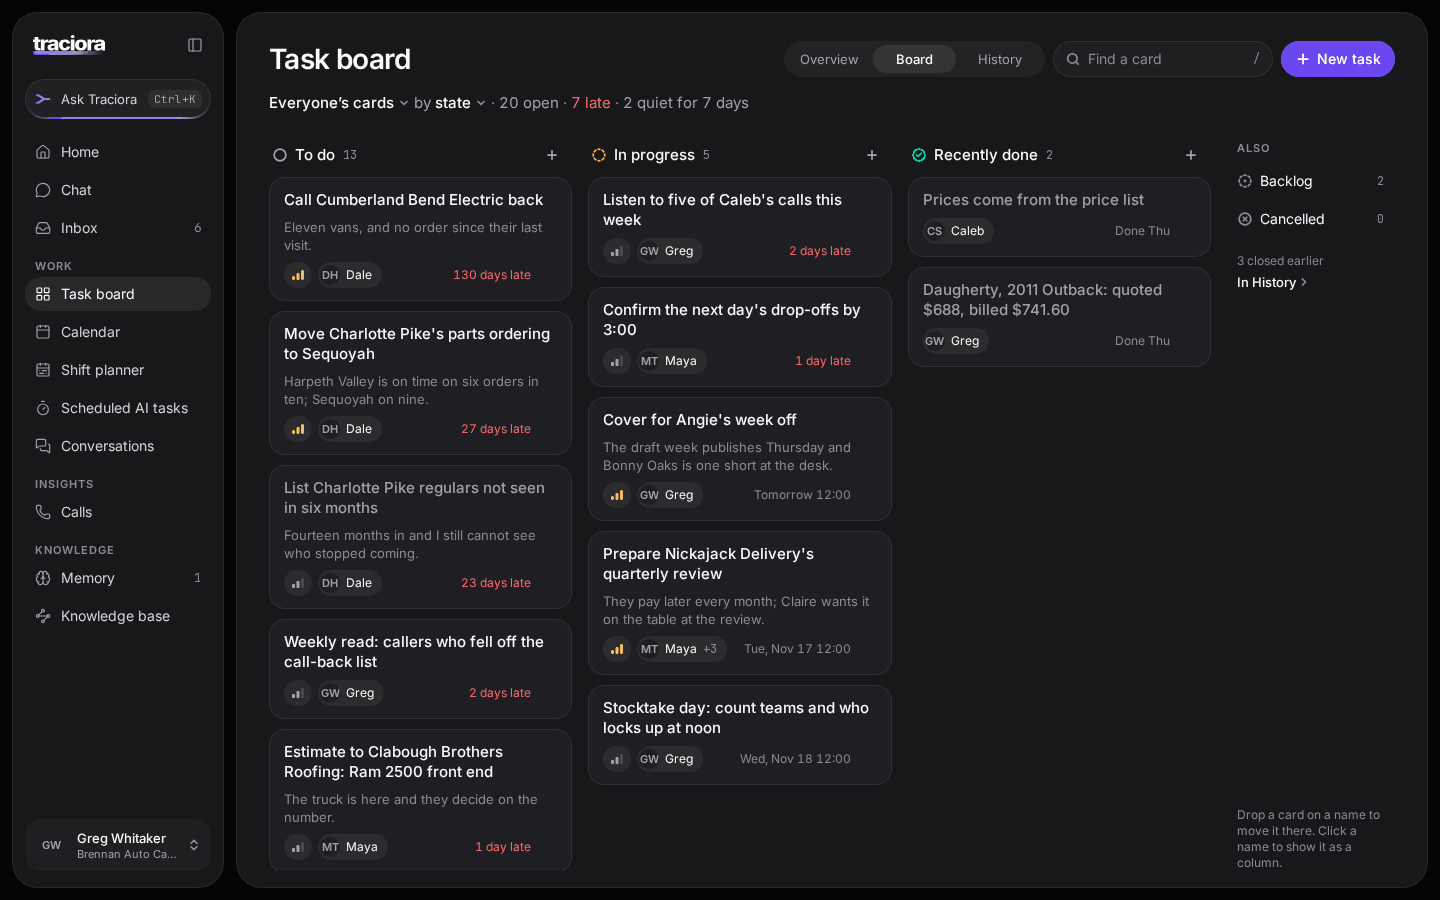 traciora
Ask Traciora Ctrl+K
Home
Chat
Inbox 6
WORK
Task board
Calendar
Shift planner
Scheduled AI tasks
Conversations
INSIGHTS
Calls
KNOWLEDGE
Memory 1
Knowledge base
GW
Greg Whitaker
Brennan Auto Ca...
Task board
Overview Board History
Find a card /
New task
Everyone's cards by state · 20 open · 7 late · 2 quiet for 7 days
To do 13
Call Cumberland Bend Electric back
Eleven vans, and no order since their last
visit.
DH Dale 130 days late
Move Charlotte Pike's parts ordering
to Sequoyah
Harpeth Valley is on time on six orders in
ten; Sequoyah on nine.
DH Dale 27 days late
List Charlotte Pike regulars not seen
in six months
Fourteen months in and I still cannot see
who stopped coming.
DH Dale 23 days late
Weekly read: callers who fell off the
call-back list
GW Greg 2 days late
Estimate to Clabough Brothers
Roofing: Ram 2500 front end
The truck is here and they decide on the
number.
MT Maya 1 day late
In progress 5
Listen to five of Caleb's calls this
week
GW Greg 2 days late
Confirm the next day's drop-offs by
3:00
MT Maya 1 day late
Cover for Angie's week off
The draft week publishes Thursday and
Bonny Oaks is one short at the desk.
GW Greg Tomorrow 12:00
Prepare Nickajack Delivery's
quarterly review
They pay later every month; Claire wants it
on the table at the review.
MT Maya +3 Tue, Nov 17 12:00
Stocktake day: count teams and who
locks up at noon
GW Greg Wed, Nov 18 12:00
Recently done 2
Prices come from the price list
CS Caleb Done Thu
Daugherty, 2011 Outback: quoted
$688, billed $741.60
GW Greg Done Thu
ALSO
Backlog 2
Cancelled 0
3 closed earlier
In History
Drop a card on a name to
move it there. Click a
name to show it as a
column.